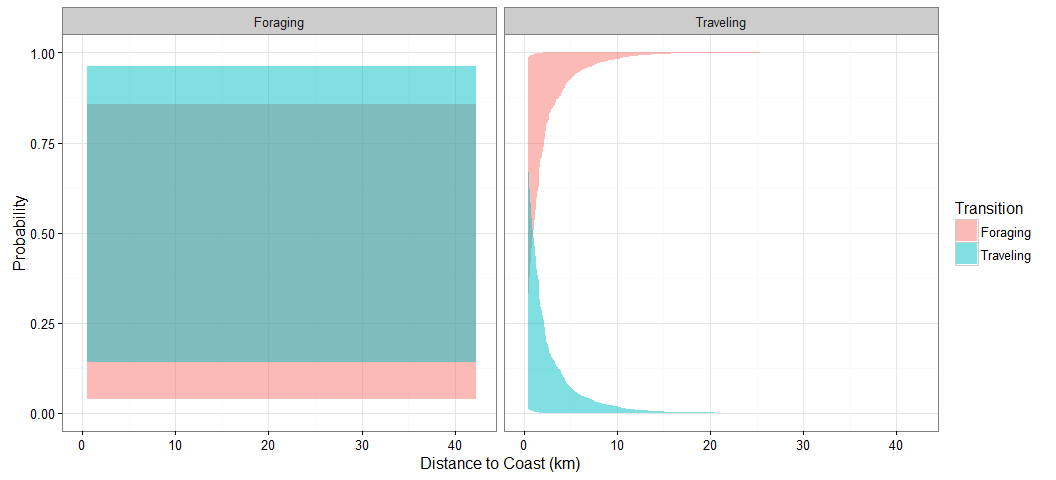 Foraging
Traveling
1.00
0.75
0.50
0.25
0.00
Probability
0 10 20 30 40
0 10 20 30 40
Distance to Coast (km)
Transition
Foraging
Traveling